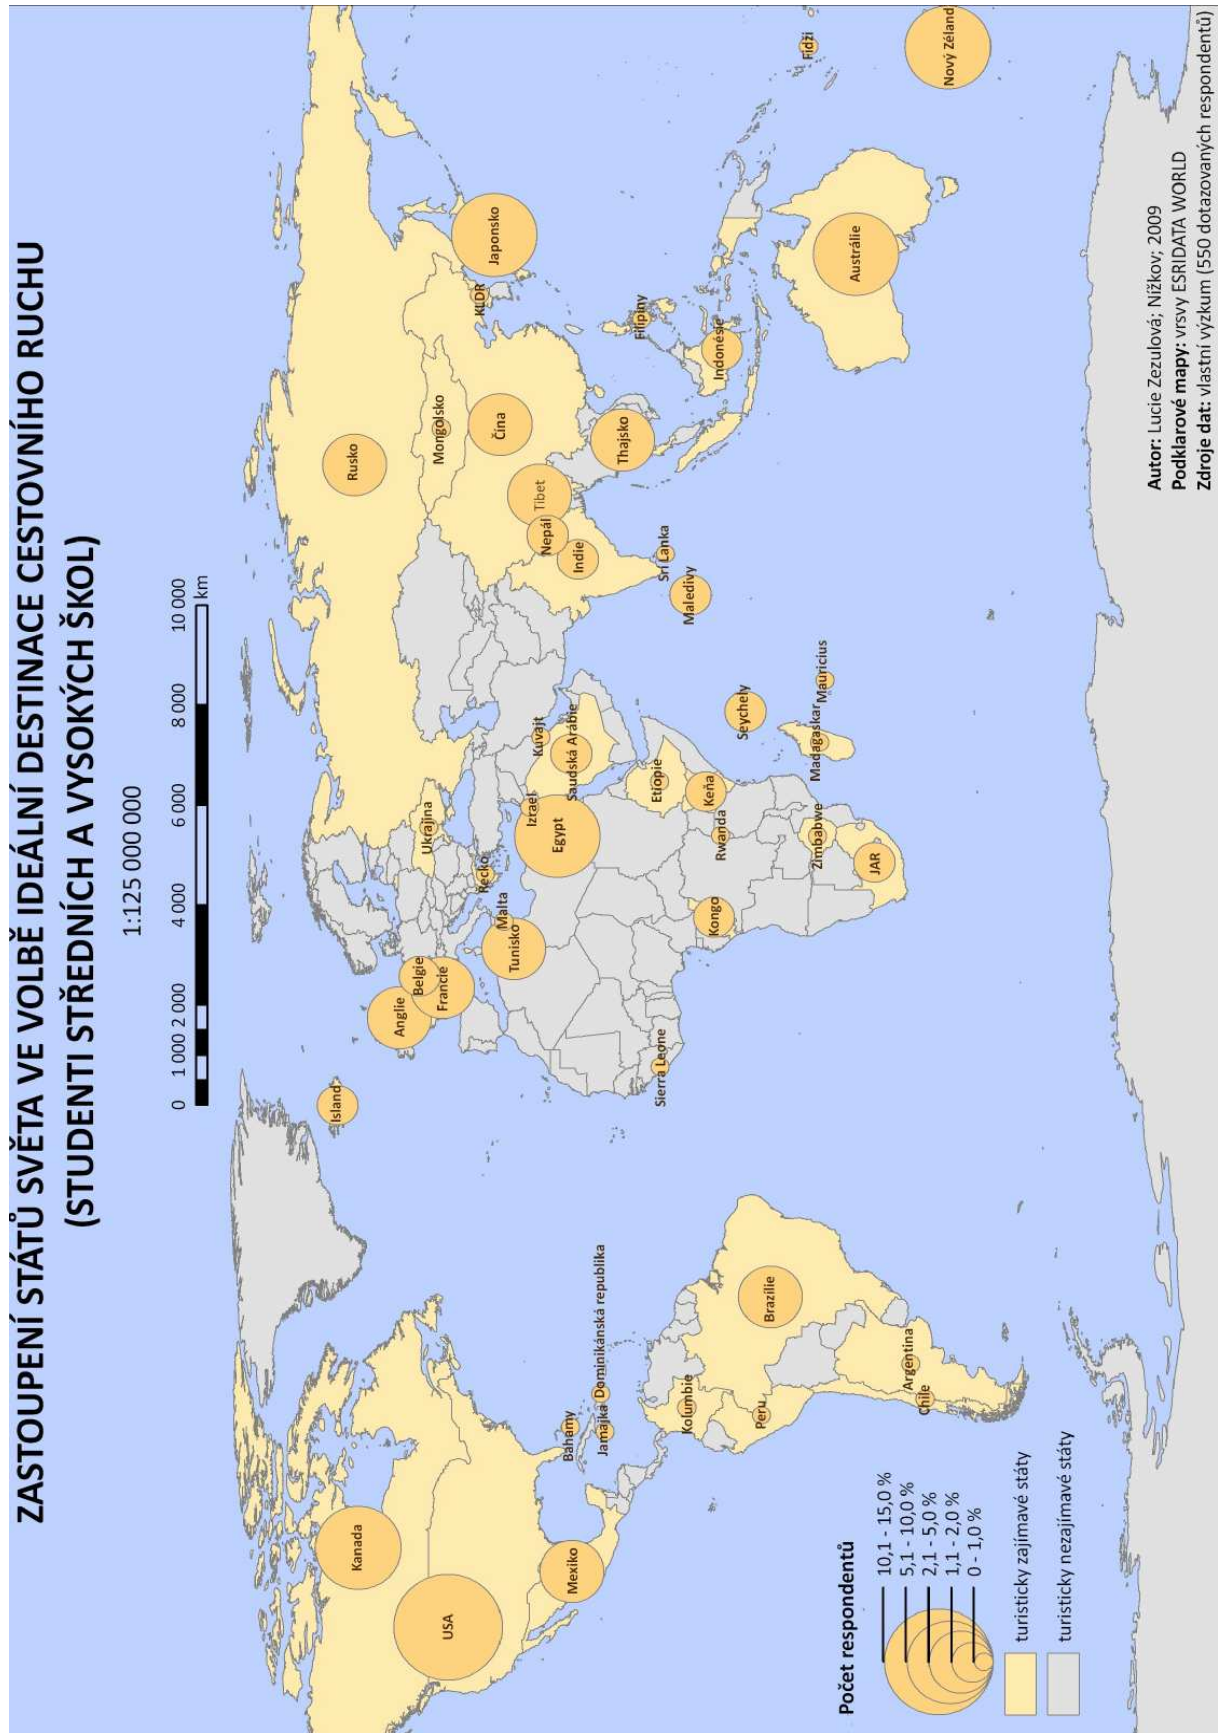 ZASTOUPENÍ STÁTŮ SVĚTA VE VOLBĚ IDEÁLNÍ DESTINACE CESTOVNÍHO RUCHU
(STUDENTI STŘEDNÍCH A VYSOKÝCH ŠKOL)
1:125 000 000
0 1 000 2 000 4 000 6 000 8 000 10 000
km
Island
Rusko
Kanada
Anglie
Belgie
Francie
Ukrajina
Mongolsko
USA
KLDR
Japonsko
Čína
Řecko
Malta
Tunisko
Izrael
Egypt
Kuvajt
Saudská Arábie
Tibet
Nepál
Indie
Mexiko
Bahamy
Jamajka
Dominikánská republika
Thajsko
Filipiny
Sierra Leone
Etiopie
Srí Lanka
Maledivy
Kolumbie
Kongo
Rwanda
Keňa
Seychely
Indonésie
Peru
Brazílie
Zimbabwe
Madagaskar
Mauricius
Fidži
JAR
Austrálie
Argentina
Chile
Nový Zéland
Počet respondentů
10,1 - 15,0 %
5,1 - 10,0 %
2,1 - 5,0 %
1,1 - 2,0 %
0 - 1,0 %
turisticky zajímavé státy
turisticky nezajímavé státy
Autor: Lucie Zezulová; Nížkov; 2009
Podklarové mapy: vrsvy ESRIDATA WORLD
Zdroje dat: vlastní výzkum (550 dotazovaných respondentů)